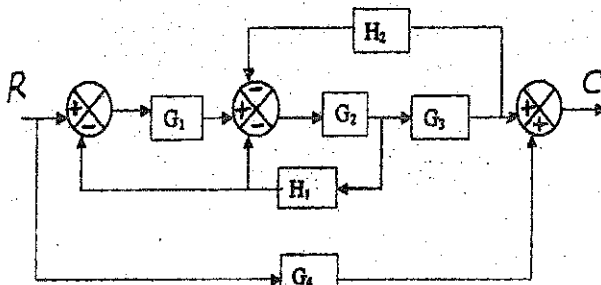 H₂
R + − G₁ − + − G₂ G₃ + + C
H₁
G₄